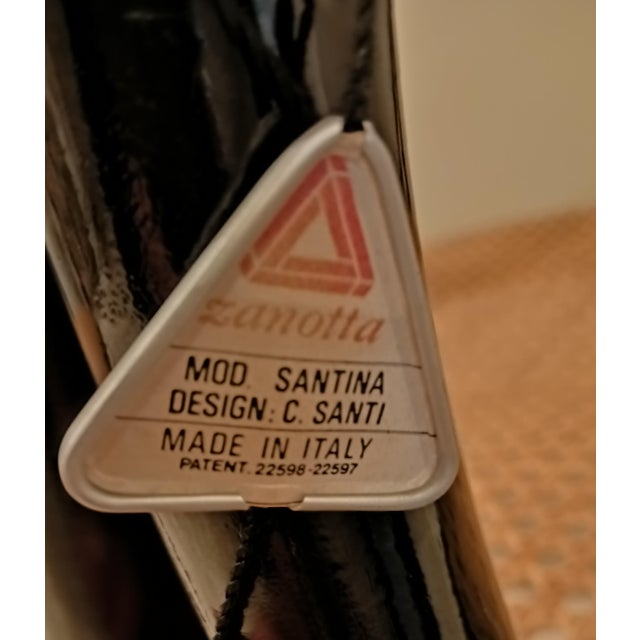 zanotta
MOD. SANTINA
DESIGN: C. SANTI
MADE IN ITALY
PATENT. 22598-22597